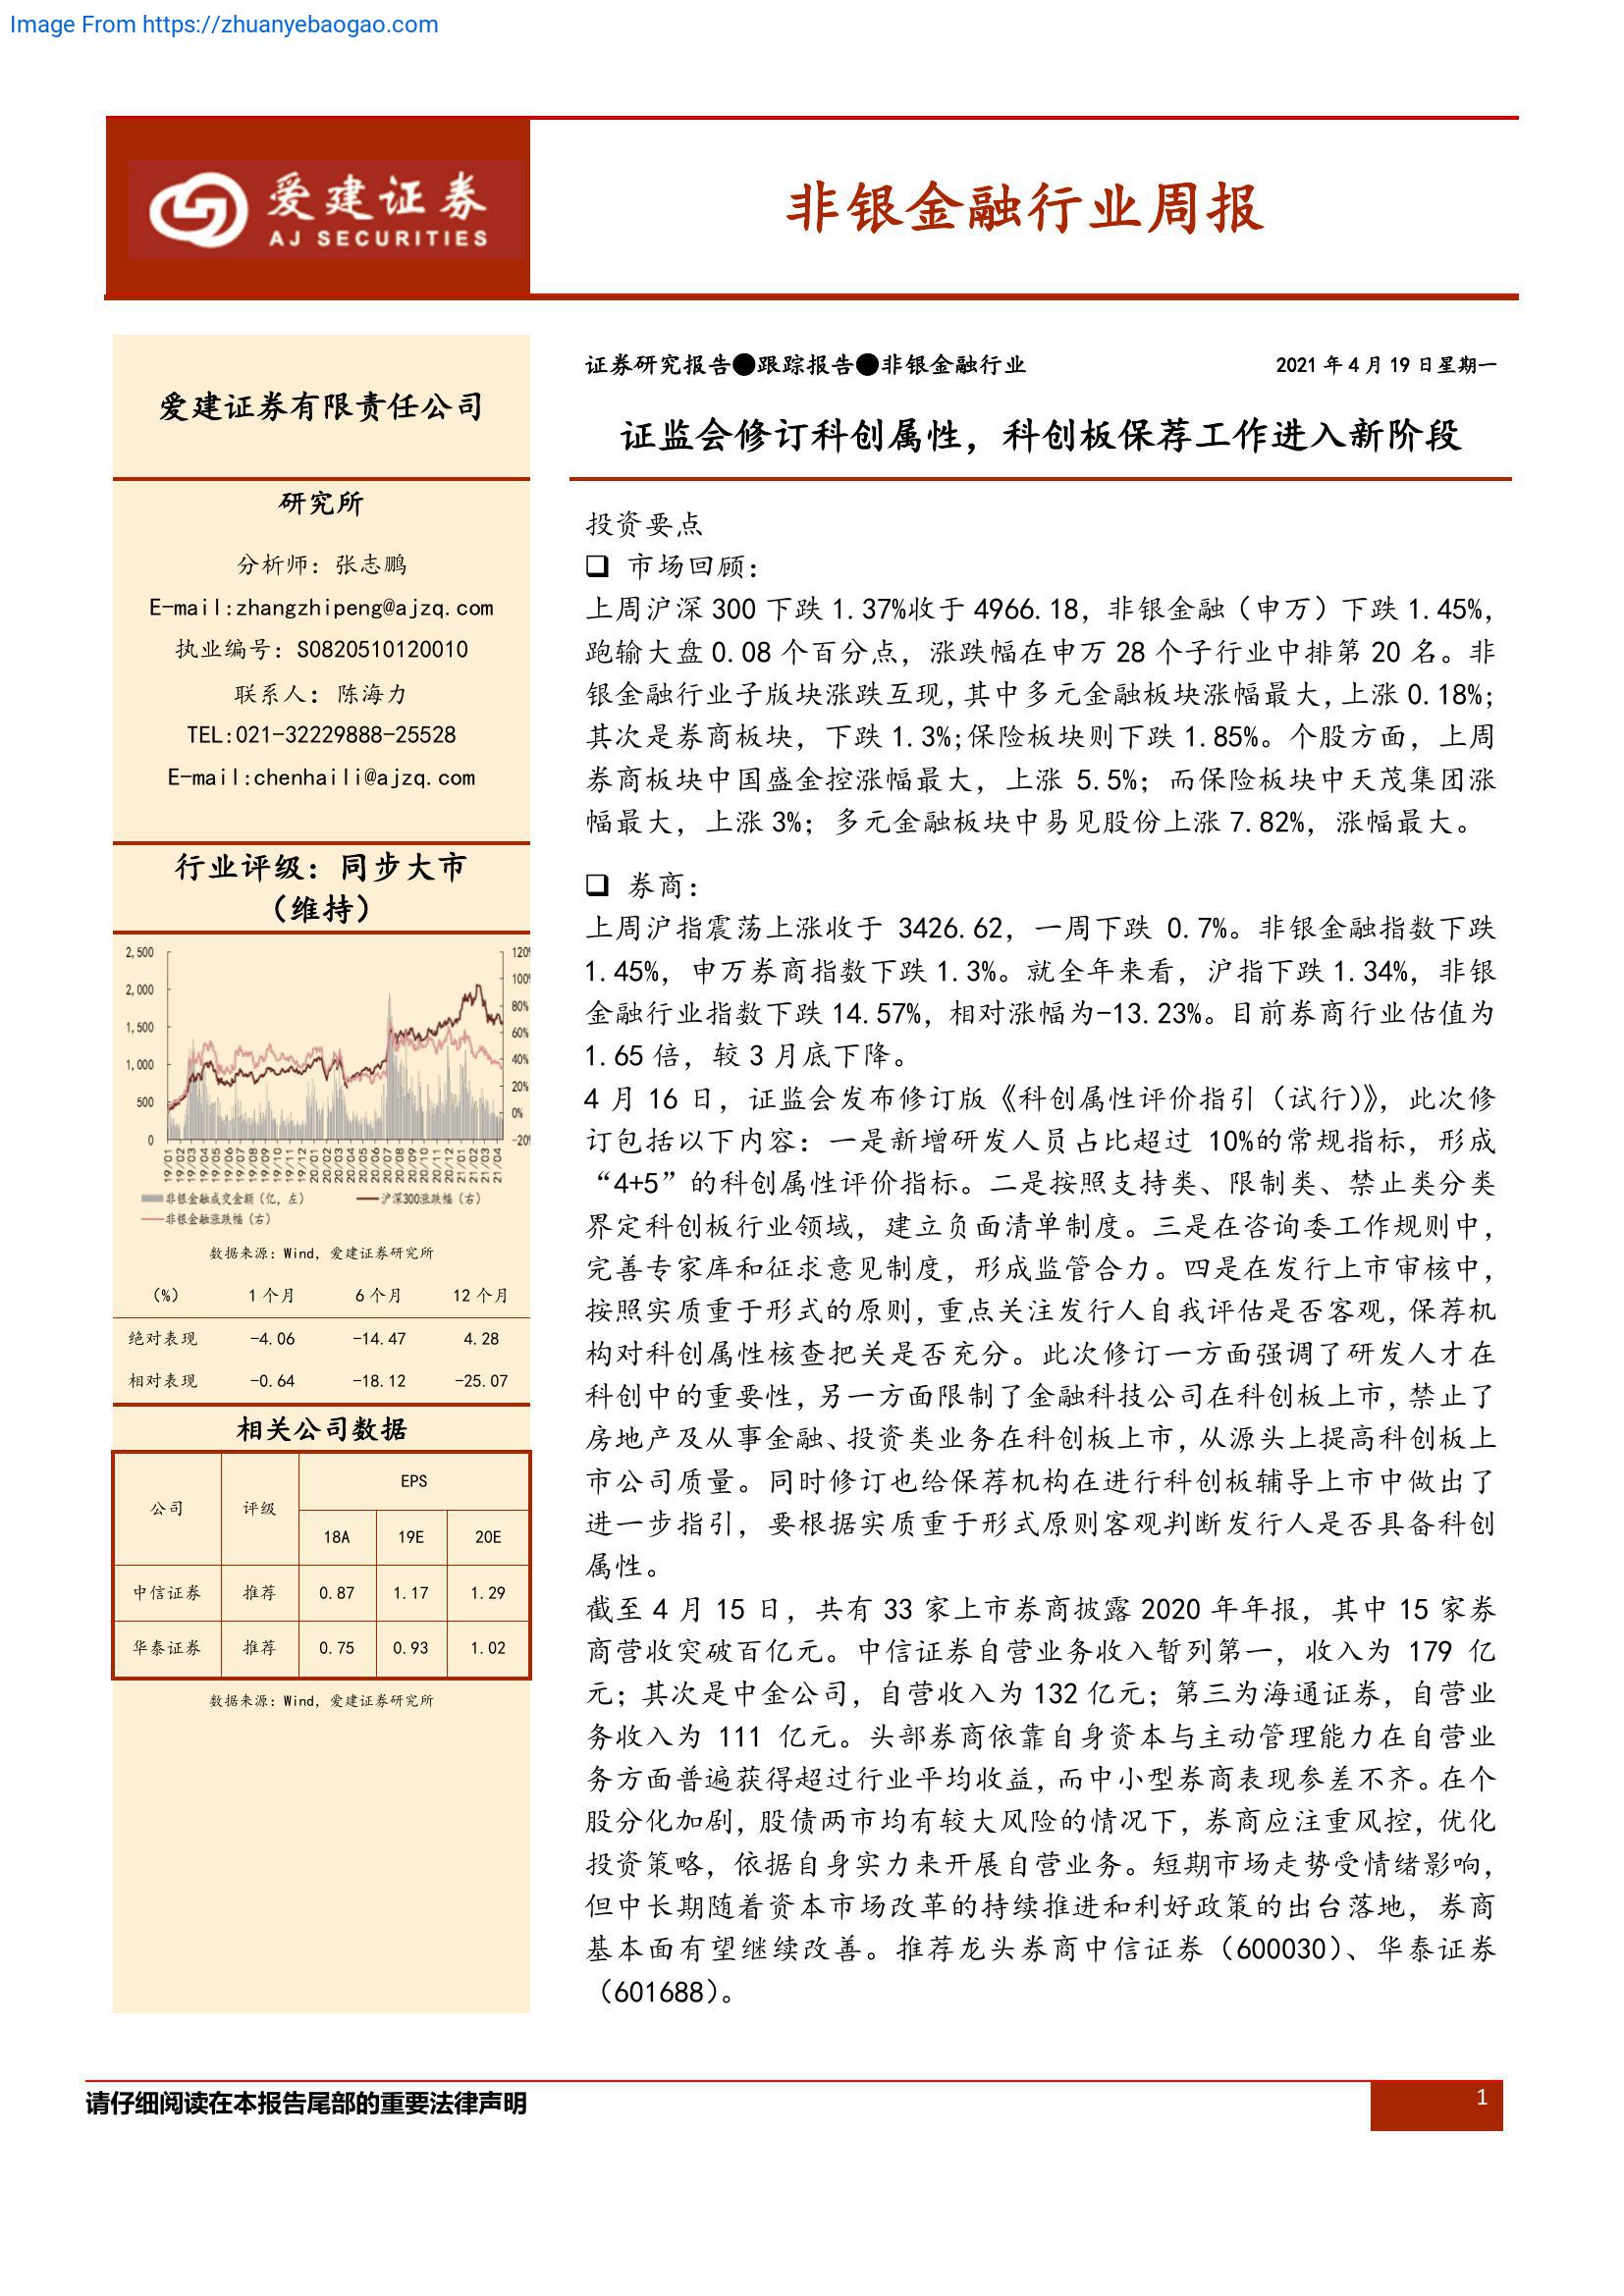 Image From https://zhuanyebaogao.com
爱建证券
AJ SECURITIES
非银金融行业周报
爱建证券有限责任公司
研究所
分析师：张志鹏
E-mail:zhangzhipeng@ajzq.com
执业编号：S0820510120010
联系人：陈海力
TEL:021-32229888-25528
E-mail:chenhaili@ajzq.com
行业评级：同步大市
（维持）
2,500
2,000
1,500
1,000
500
0
120%
100%
80%
60%
40%
20%
0%
-20%
19/01
19/02
19/03
19/04
19/05
19/06
19/07
19/08
19/09
19/10
19/11
19/12
20/01
20/02
20/03
20/04
20/05
20/06
20/07
20/08
20/09
20/10
20/11
20/12
21/01
21/02
21/03
21/04
非银金融成交金额（亿，左）
沪深300涨跌幅（右）
非银金融涨跌幅（右）
数据来源：Wind，爱建证券研究所
（%） 1 个月 6 个月 12 个月
绝对表现 -4.06 -14.47 4.28
相对表现 -0.64 -18.12 -25.07
相关公司数据
公司 评级 EPS
18A 19E 20E
中信证券 推荐 0.87 1.17 1.29
华泰证券 推荐 0.75 0.93 1.02
数据来源：Wind，爱建证券研究所
证券研究报告●跟踪报告●非银金融行业 2021 年 4 月 19 日星期一
证监会修订科创属性，科创板保荐工作进入新阶段
投资要点
❑ 市场回顾：
上周沪深 300 下跌 1.37%收于 4966.18，非银金融（申万）下跌 1.45%，
跑输大盘 0.08 个百分点，涨跌幅在申万 28 个子行业中排第 20 名。非
银金融行业子版块涨跌互现，其中多元金融板块涨幅最大，上涨 0.18%；
其次是券商板块，下跌 1.3%;保险板块则下跌 1.85%。个股方面，上周
券商板块中国盛金控涨幅最大，上涨 5.5%；而保险板块中天茂集团涨
幅最大，上涨 3%；多元金融板块中易见股份上涨 7.82%，涨幅最大。
❑ 券商：
上周沪指震荡上涨收于 3426.62，一周下跌 0.7%。非银金融指数下跌
1.45%，申万券商指数下跌 1.3%。就全年来看，沪指下跌 1.34%，非银
金融行业指数下跌 14.57%，相对涨幅为-13.23%。目前券商行业估值为
1.65 倍，较 3 月底下降。
4 月 16 日，证监会发布修订版《科创属性评价指引（试行）》，此次修
订包括以下内容：一是新增研发人员占比超过 10%的常规指标，形成
“4+5”的科创属性评价指标。二是按照支持类、限制类、禁止类分类
界定科创板行业领域，建立负面清单制度。三是在咨询委工作规则中，
完善专家库和征求意见制度，形成监管合力。四是在发行上市审核中，
按照实质重于形式的原则，重点关注发行人自我评估是否客观，保荐机
构对科创属性核查把关是否充分。此次修订一方面强调了研发人才在
科创中的重要性，另一方面限制了金融科技公司在科创板上市，禁止了
房地产及从事金融、投资类业务在科创板上市，从源头上提高科创板上
市公司质量。同时修订也给保荐机构在进行科创板辅导上市中做出了
进一步指引，要根据实质重于形式原则客观判断发行人是否具备科创
属性。
截至 4 月 15 日，共有 33 家上市券商披露 2020 年年报，其中 15 家券
商营收突破百亿元。中信证券自营业务收入暂列第一，收入为 179 亿
元；其次是中金公司，自营收入为 132 亿元；第三为海通证券，自营业
务收入为 111 亿元。头部券商依靠自身资本与主动管理能力在自营业
务方面普遍获得超过行业平均收益，而中小型券商表现参差不齐。在个
股分化加剧，股债两市均有较大风险的情况下，券商应注重风控，优化
投资策略，依据自身实力来开展自营业务。短期市场走势受情绪影响，
但中长期随着资本市场改革的持续推进和利好政策的出台落地，券商
基本面有望继续改善。推荐龙头券商中信证券（600030）、华泰证券
（601688）。
请仔细阅读在本报告尾部的重要法律声明
1